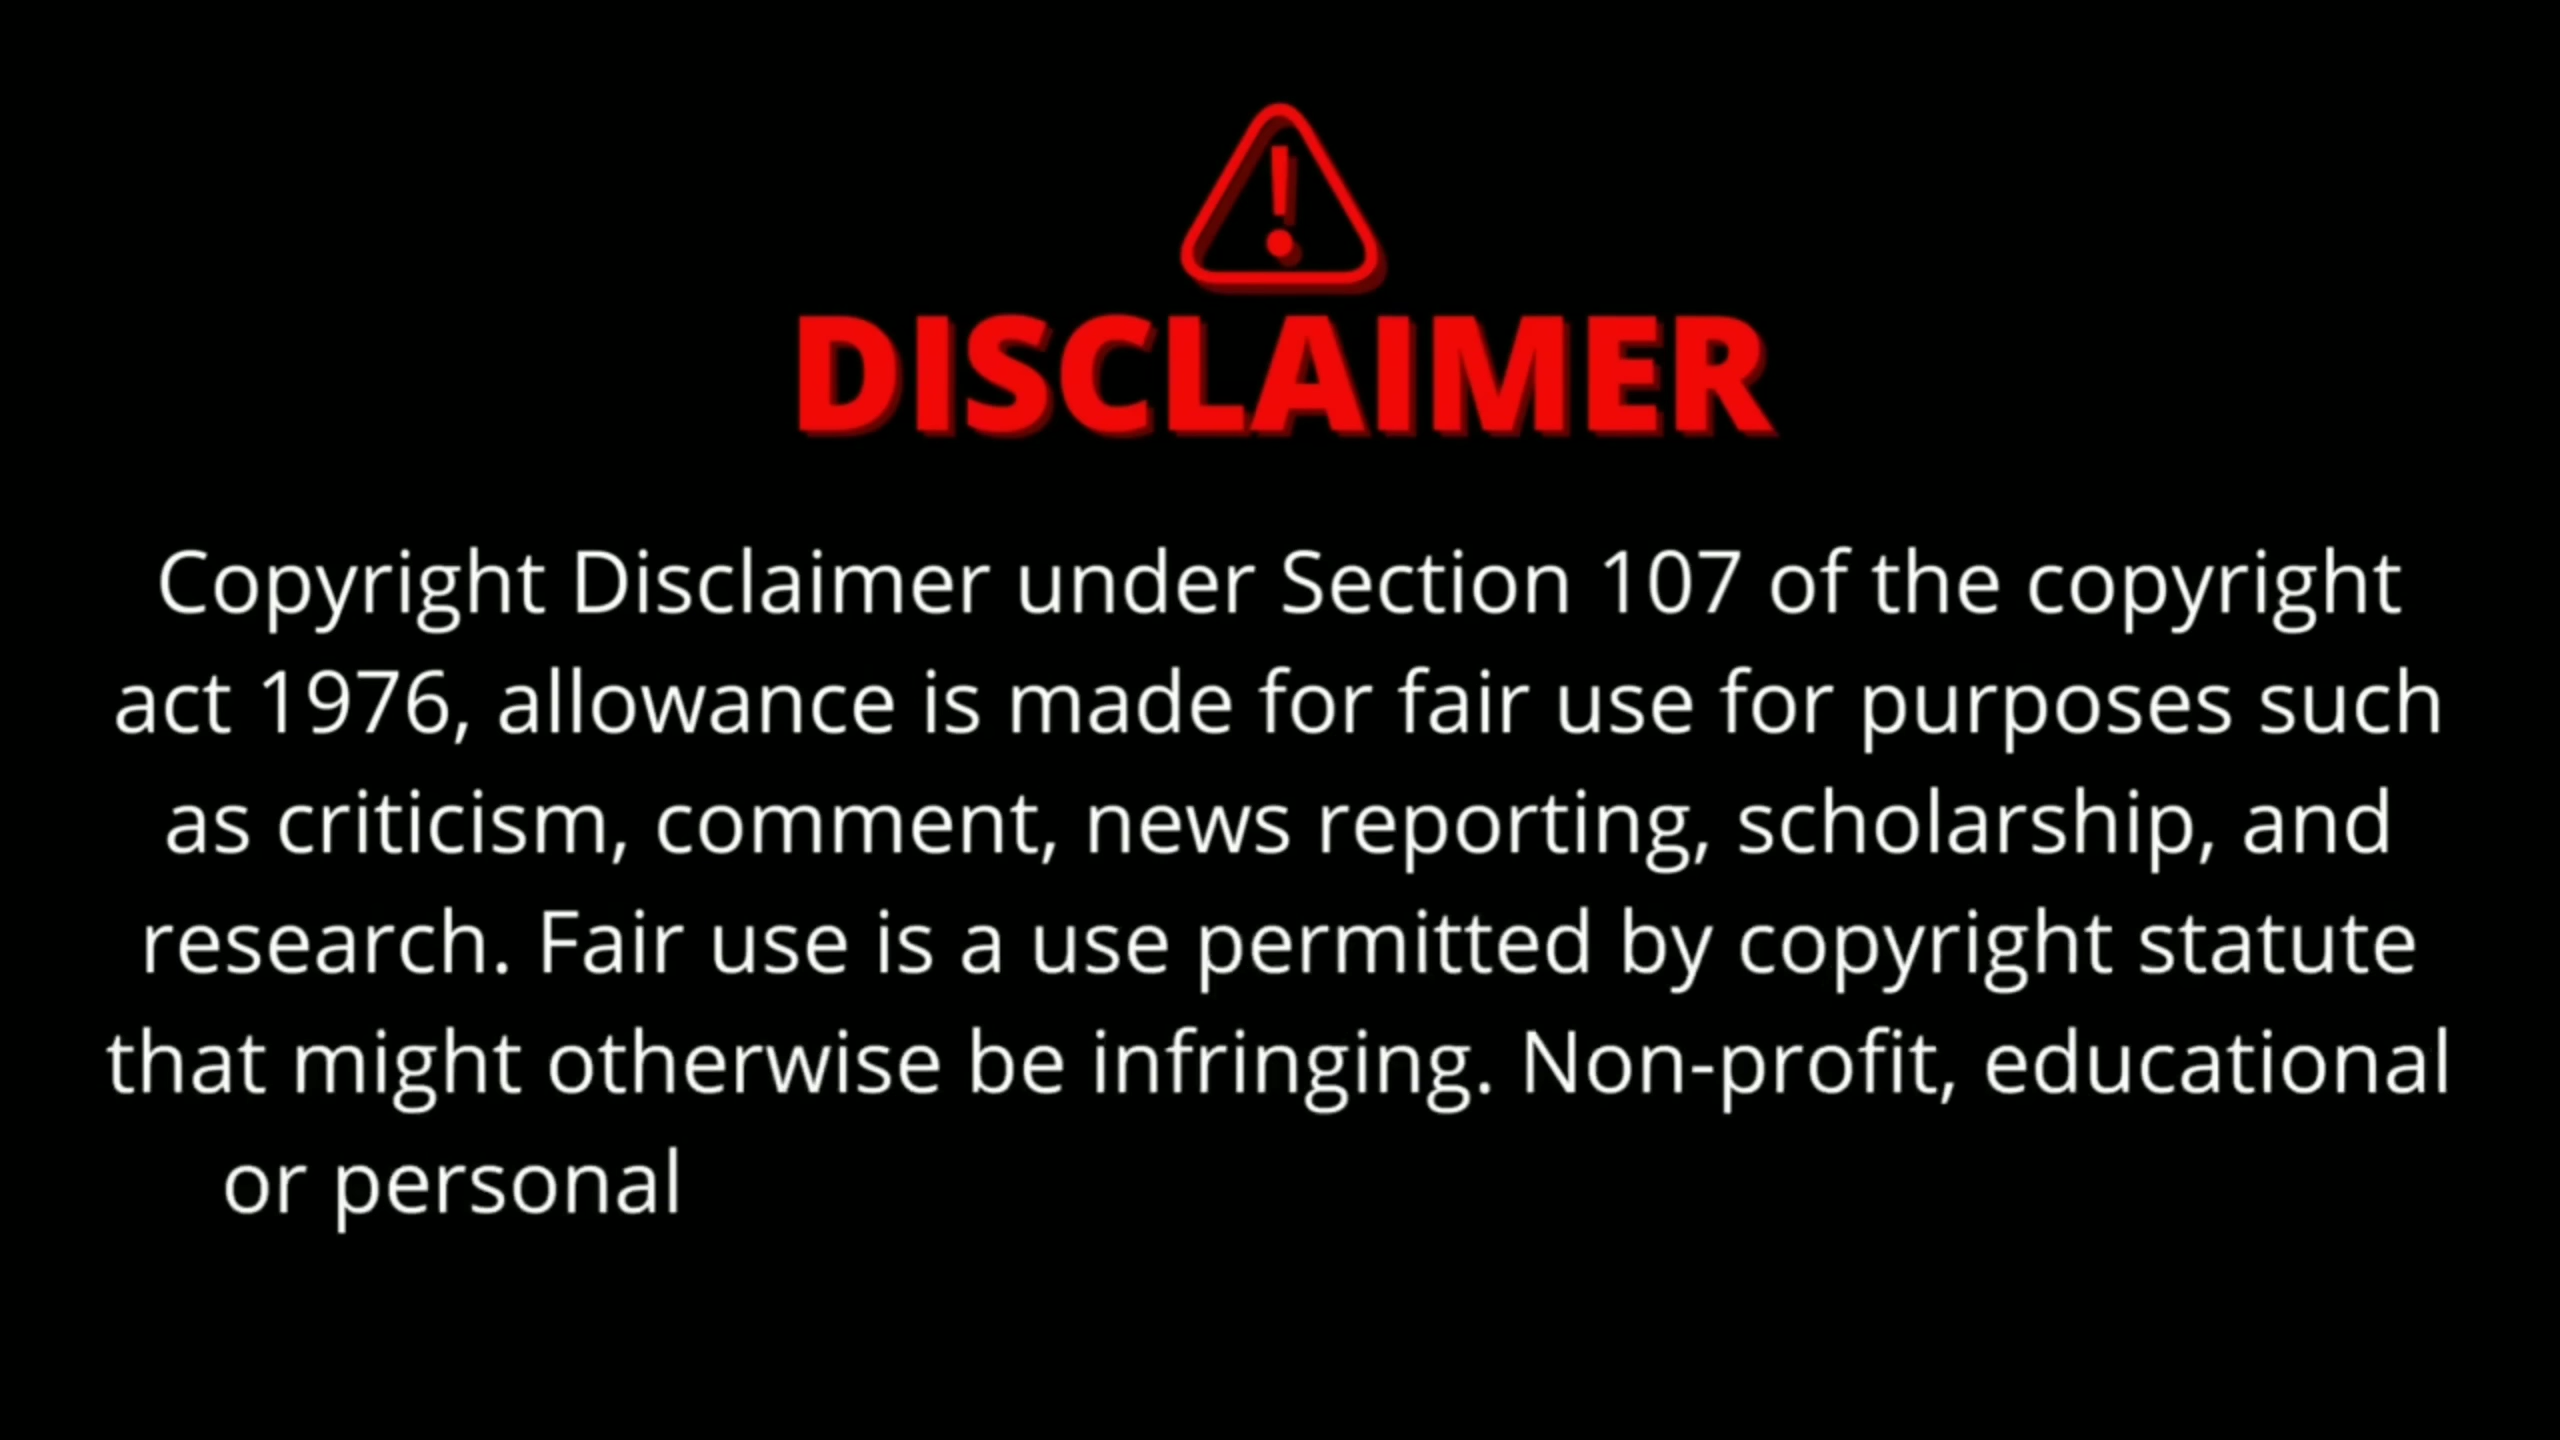 DISCLAIMER
Copyright Disclaimer under Section 107 of the copyright
act 1976, allowance is made for fair use for purposes such
as criticism, comment, news reporting, scholarship, and
research. Fair use is a use permitted by copyright statute
that might otherwise be infringing. Non-profit, educational
or personal